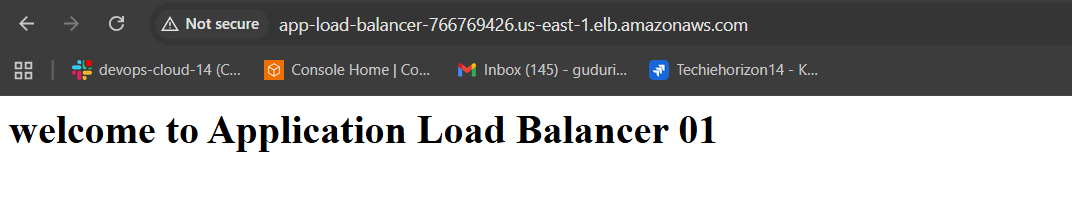 Not secure app-load-balancer-766769426.us-east-1.elb.amazonaws.com
devops-cloud-14 (C... Console Home | Co... Inbox (145) - guduri... Techiehorizon14 - K...
welcome to Application Load Balancer 01